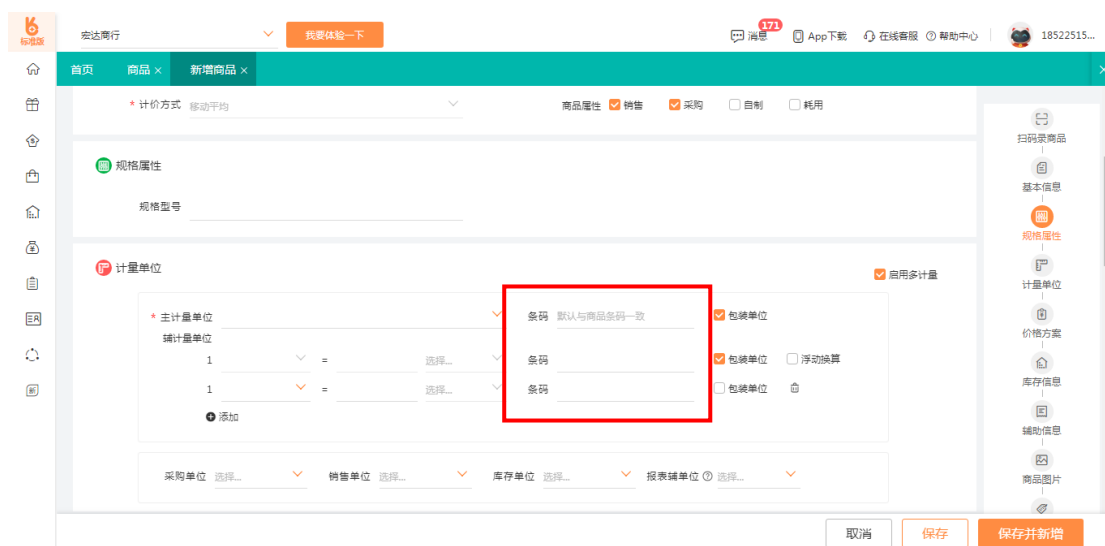 标准版
宏达商行 我要体验一下 消息 171 App下载 在线客服 帮助中心 18522515...
首页 商品 × 新增商品 ×
* 计价方式 移动平均 商品属性 销售 采购 自制 耗用
扫码录商品
规格属性
基本信息
规格型号
规格属性
计量单位 启用多计量
计量单位
* 主计量单位 条码 默认与商品条码一致 包装单位
价格方案
辅计量单位
1 = 选择... 条码 包装单位 浮动换算
库存信息
1 = 选择... 条码 包装单位
添加
辅助信息
采购单位 选择... 销售单位 选择... 库存单位 选择... 报表辅单位 选择...
商品图片
取消 保存 保存并新增